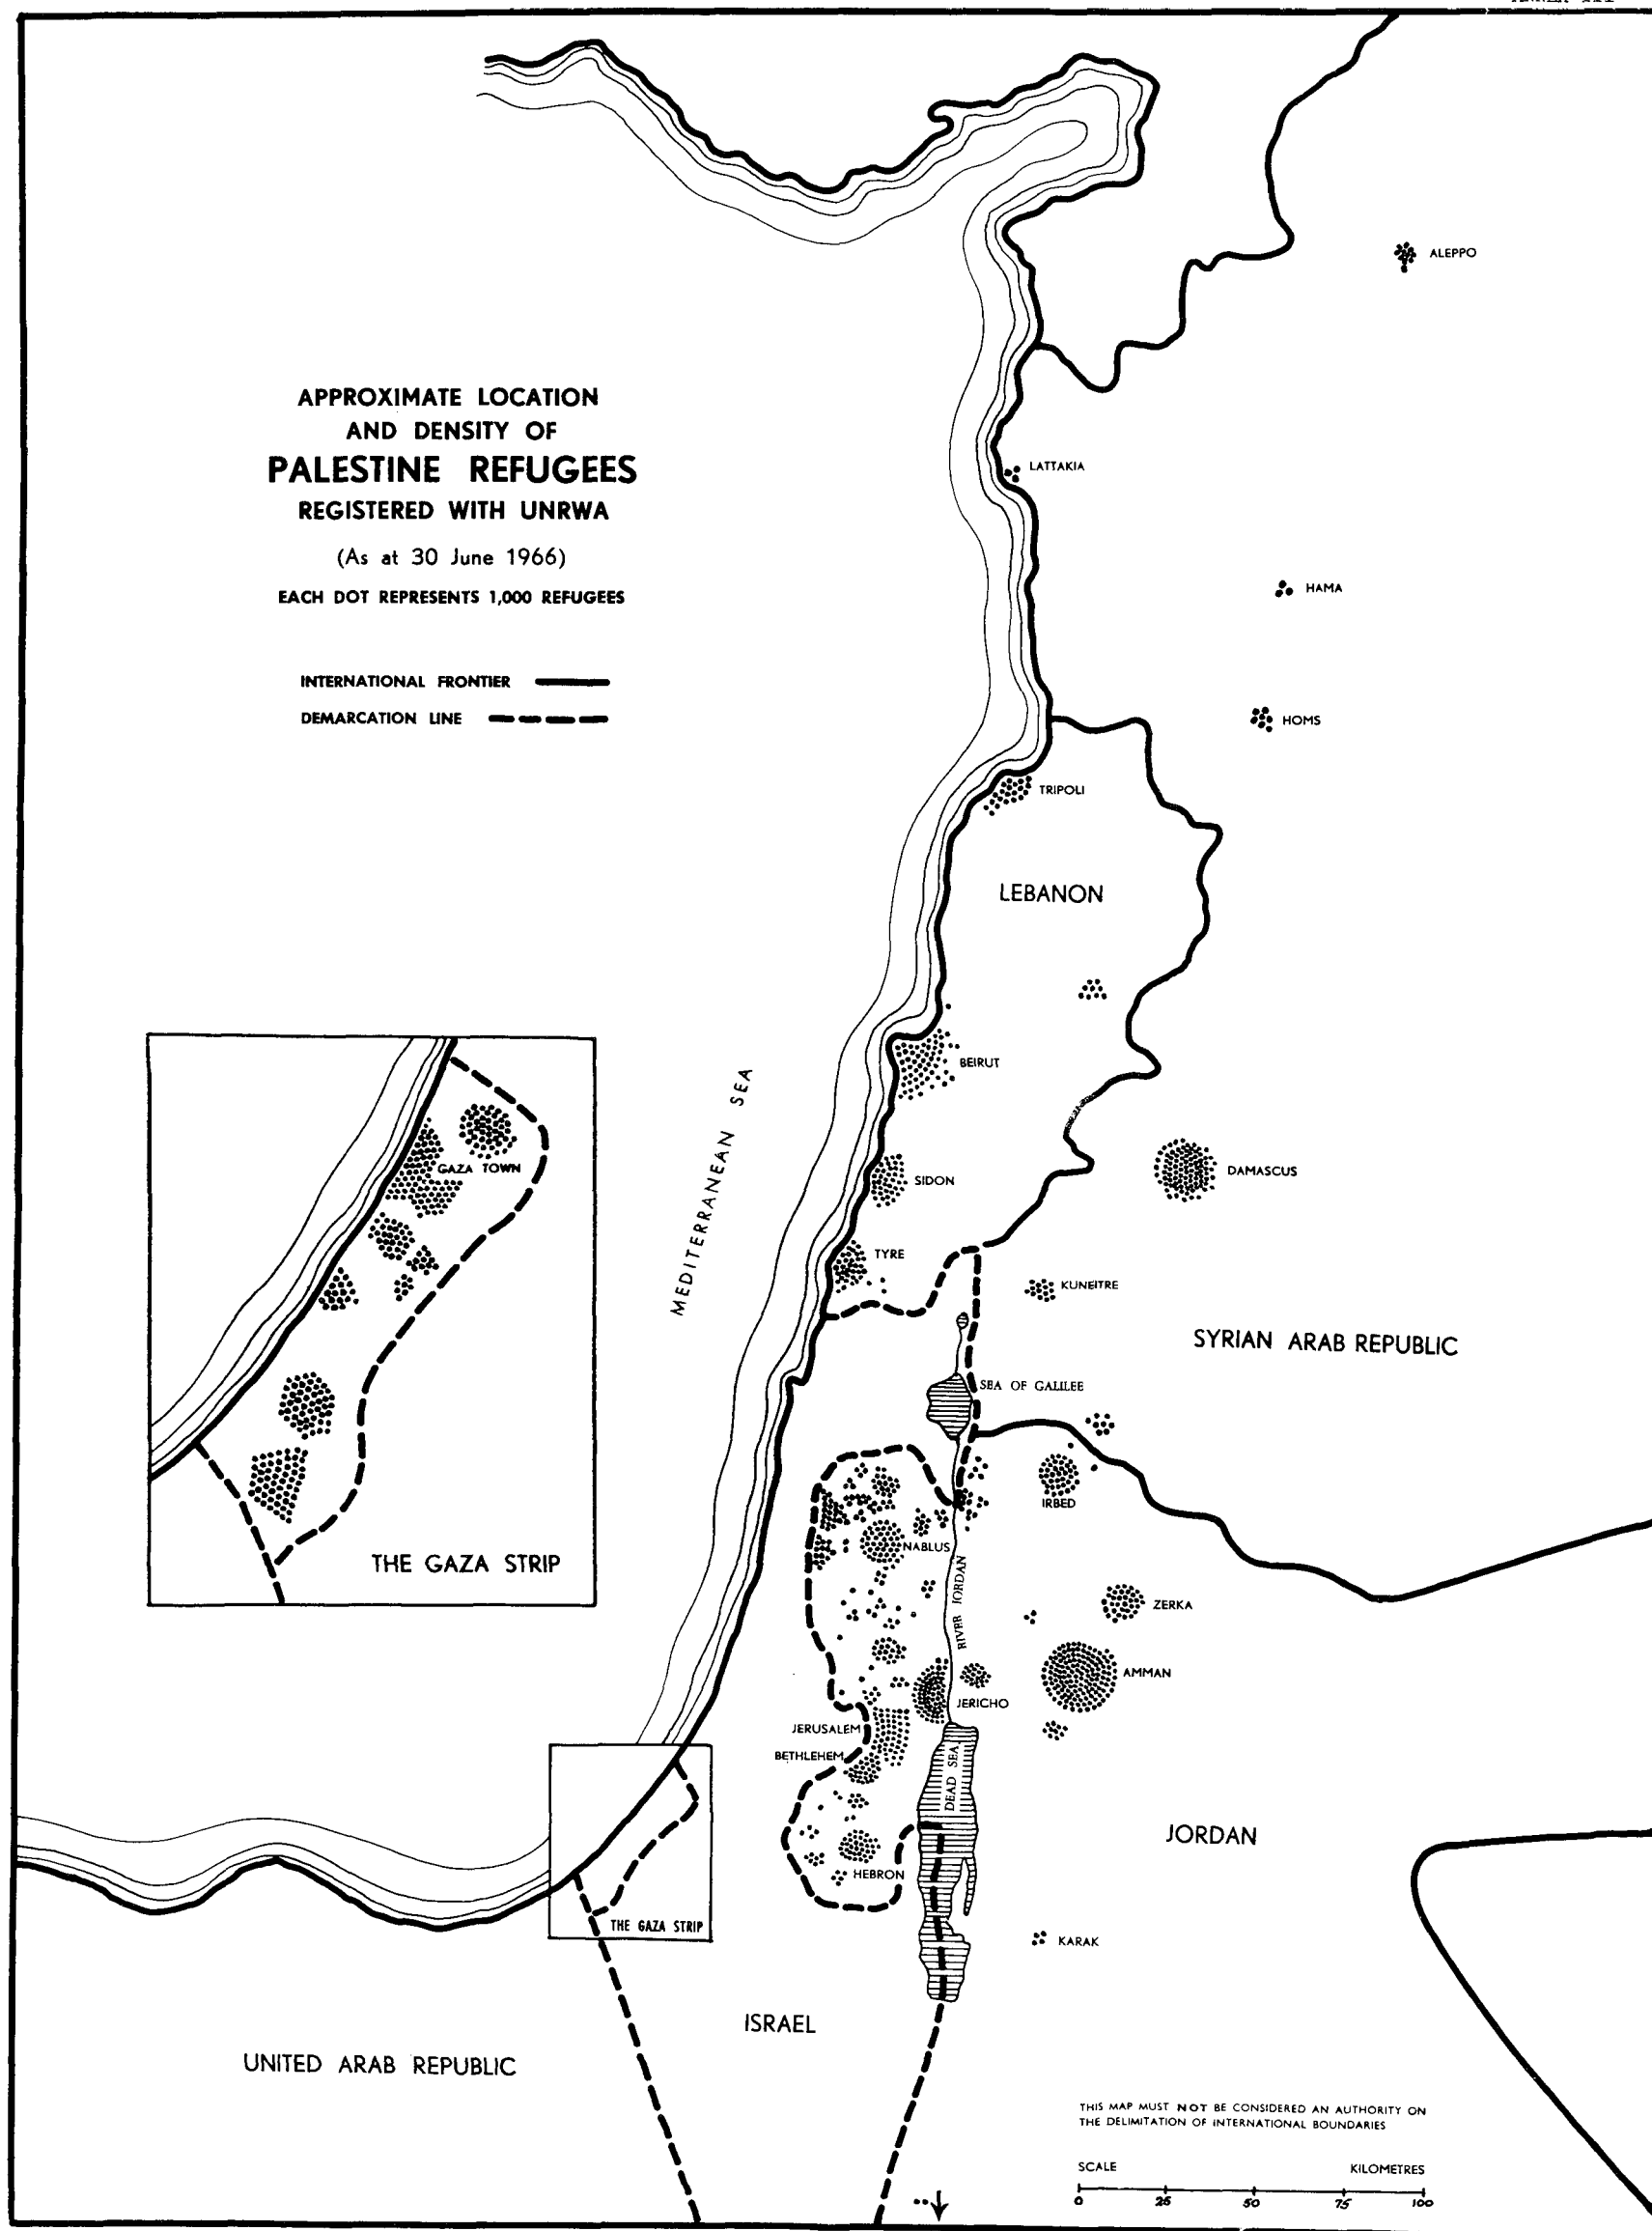 APPROXIMATE LOCATION
AND DENSITY OF
PALESTINE REFUGEES
REGISTERED WITH UNRWA
(As at 30 June 1966)
EACH DOT REPRESENTS 1,000 REFUGEES
INTERNATIONAL FRONTIER
DEMARCATION LINE
ALEPPO
LATTAKIA
HAMA
HOMS
TRIPOLI
LEBANON
BEIRUT
MEDITERRANEAN SEA
SIDON
DAMASCUS
TYRE
KUNEITRE
SYRIAN ARAB REPUBLIC
SEA OF GALILEE
GAZA TOWN
THE GAZA STRIP
IRBED
NABLUS
RIVER JORDAN
ZERKA
AMMAN
JERICHO
JERUSALEM
BETHLEHEM
DEAD SEA
JORDAN
HEBRON
THE GAZA STRIP
KARAK
ISRAEL
UNITED ARAB REPUBLIC
THIS MAP MUST NOT BE CONSIDERED AN AUTHORITY ON
THE DELIMITATION OF INTERNATIONAL BOUNDARIES
SCALE KILOMETRES
0 25 50 75 100